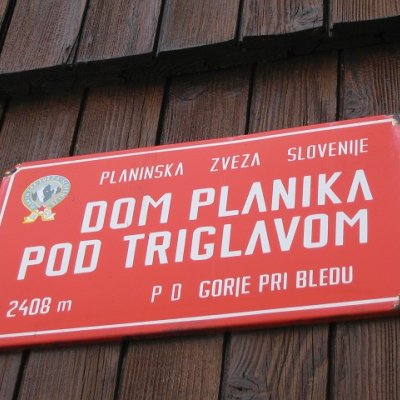 PLANINSKA ZVEZA SLOVENIJE
DOM PLANIKA
POD TRIGLAVOM
2408 m P D GORJE PRI BLEDU